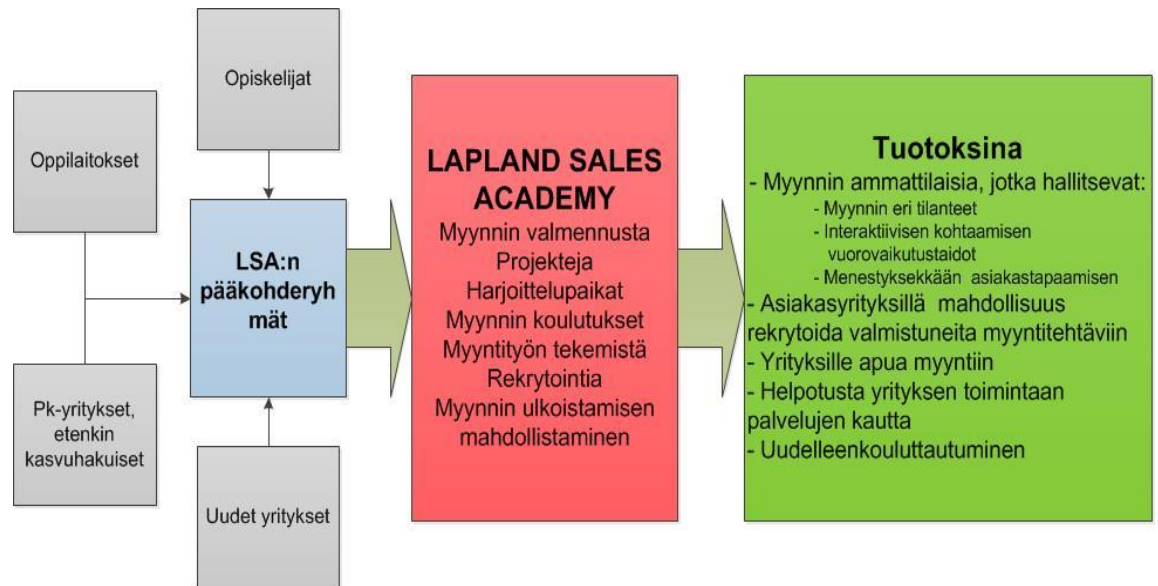 Oppilaitokset
Pk-yritykset,
etenkin
kasvuhakuiset
Opiskelijat
LSA:n
pääkohderyh
mät
Uudet yritykset
LAPLAND SALES
ACADEMY
Myynnin valmennusta
Projekteja
Harjoittelupaikat
Myynnin koulutukset
Myyntityön tekemistä
Rekrytointia
Myynnin ulkoistamisen
mahdollistaminen
Tuotoksina
- Myynnin ammattilaisia, jotka hallitsevat:
- Myynnin eri tilanteet
- Interaktiivisen kohtaamisen
vuorovaikutustaidot
- Menestyksekkään asiakastapaamisen
- Asiakasyrityksillä mahdollisuus
rekrytoida valmistuneita myyntitehtäviin
- Yrityksille apua myyntiin
- Helpotusta yrityksen toimintaan
palvelujen kautta
- Uudelleenkouluttautuminen